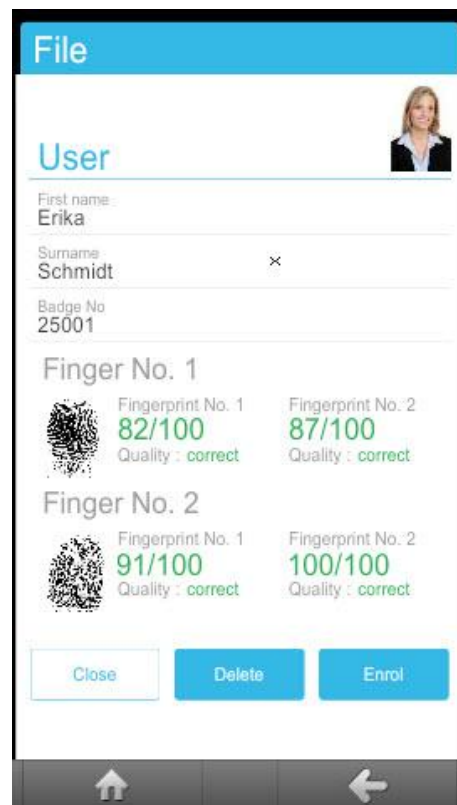 File
User
First name
Erika
Surname
Schmidt
Badge No
25001
Finger No. 1
Fingerprint No. 1 Fingerprint No. 2
82/100 87/100
Quality : correct Quality : correct
Finger No. 2
Fingerprint No. 1 Fingerprint No. 2
91/100 100/100
Quality : correct Quality : correct
Close Delete Enrol